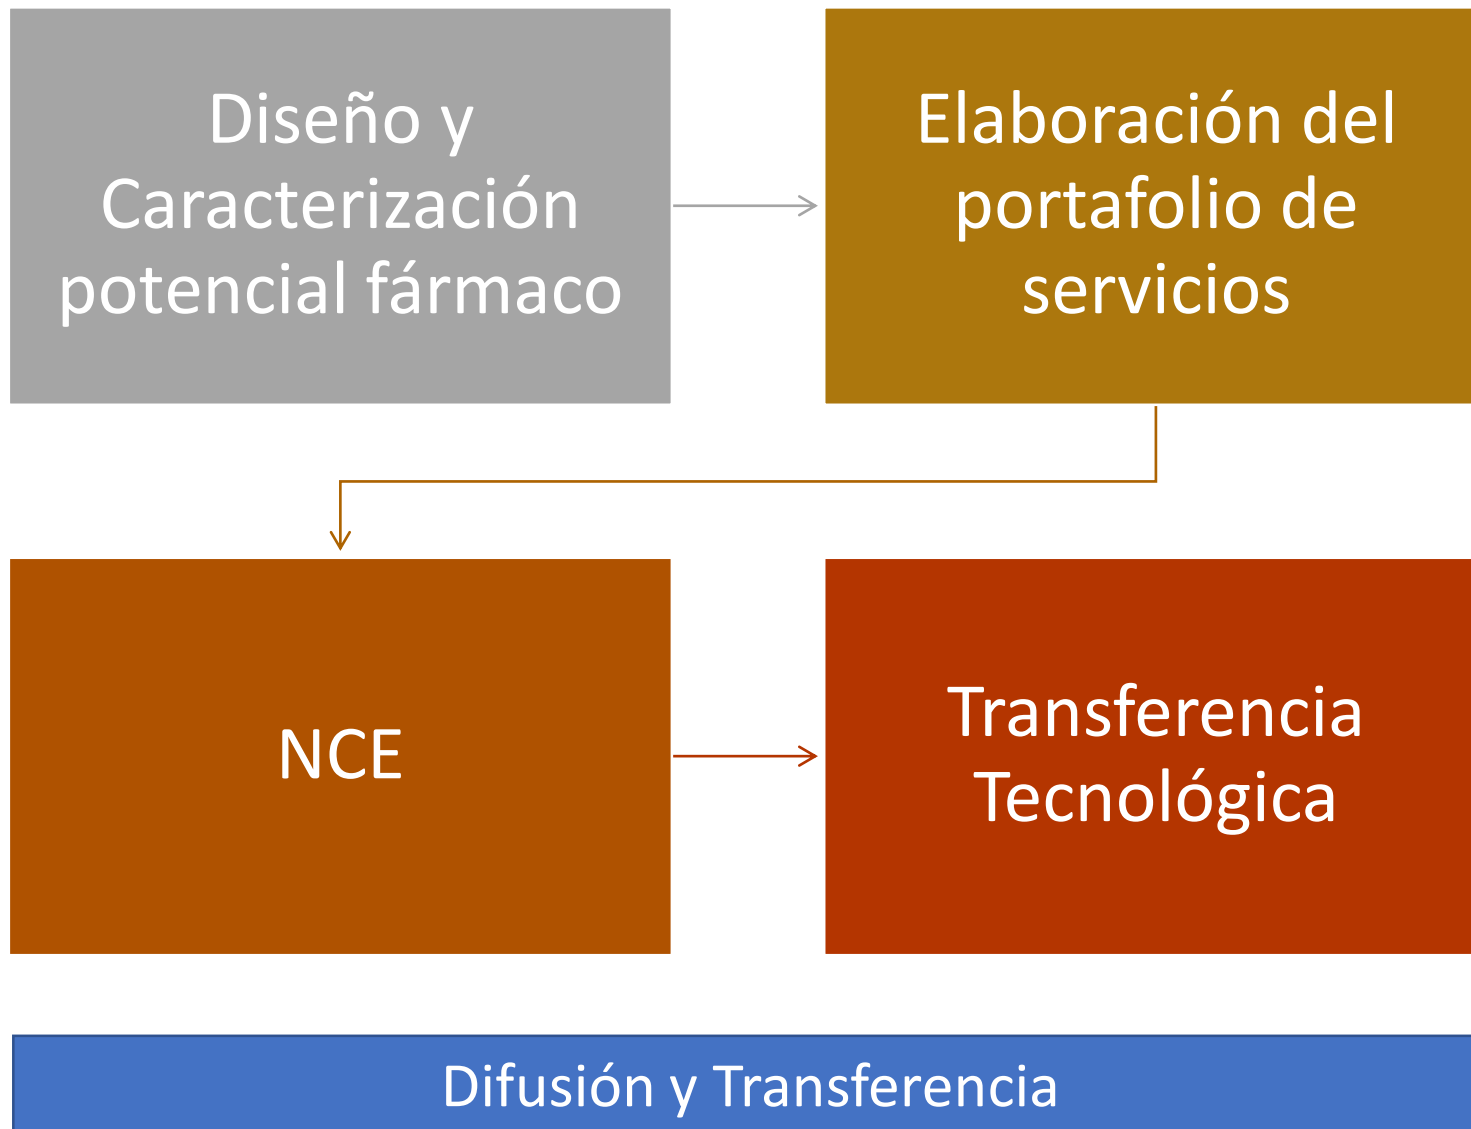 Diseño y
Caracterización
potencial fármaco
Elaboración del
portafolio de
servicios
NCE
Transferencia
Tecnológica
Difusión y Transferencia